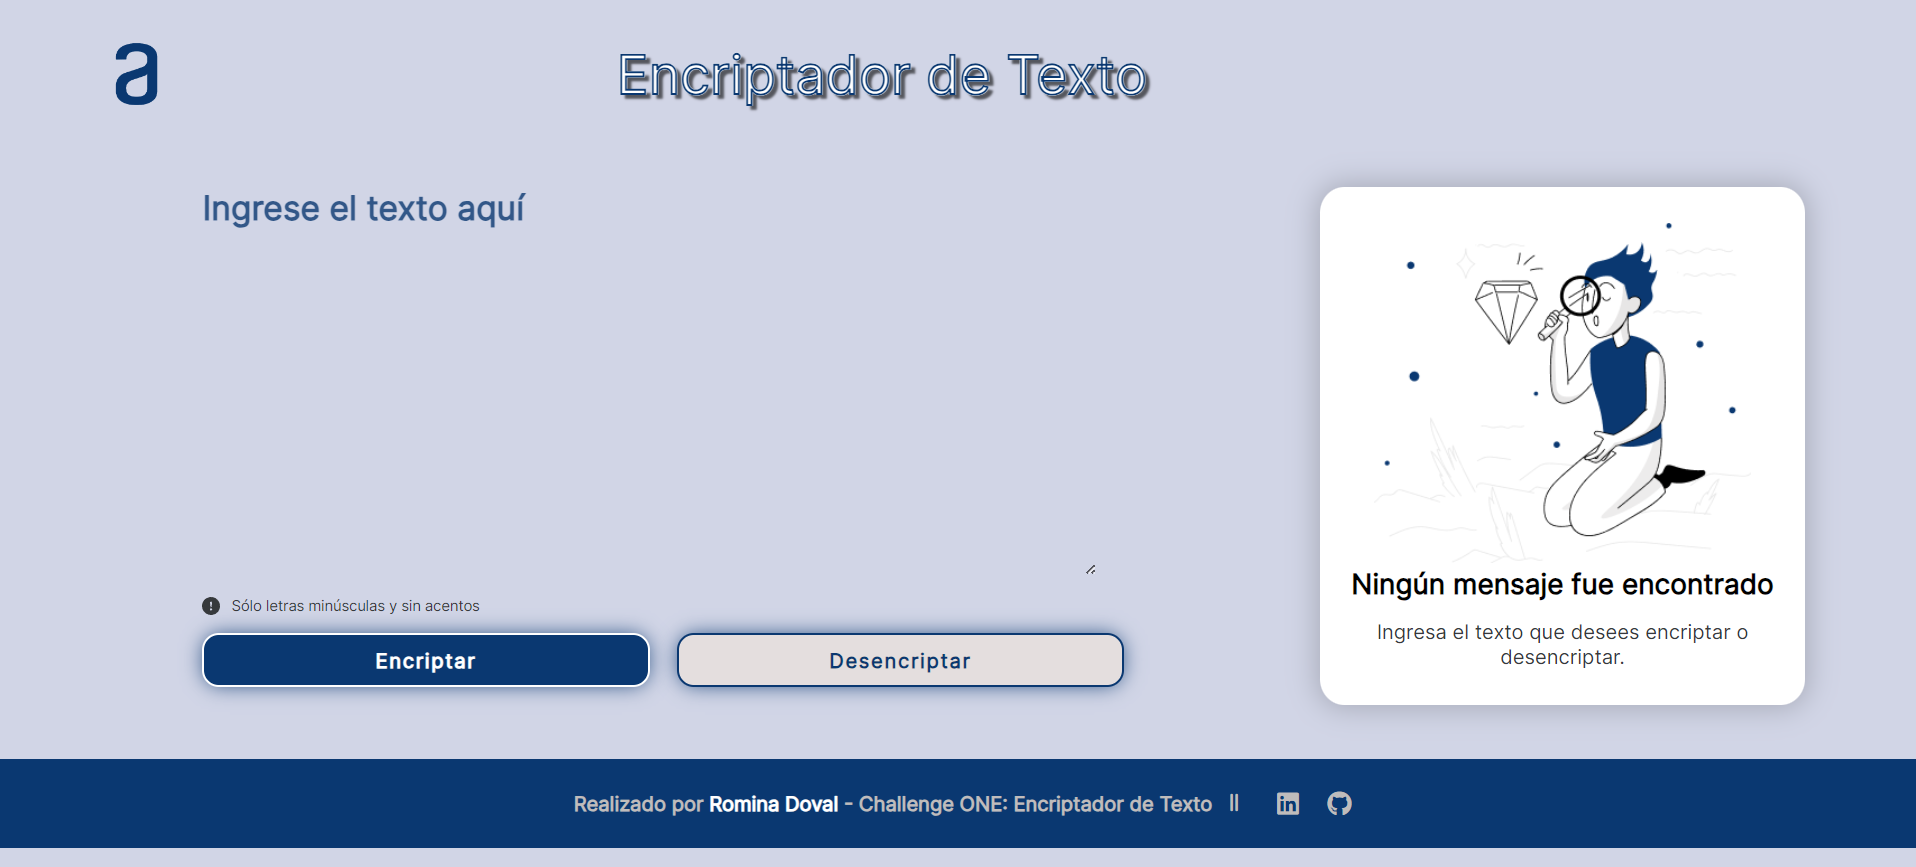 a
Encriptador de Texto
Ingrese el texto aquí
Sólo letras minúsculas y sin acentos
Encriptar
Desencriptar
Ningún mensaje fue encontrado
Ingresa el texto que desees encriptar o
desencriptar.
Realizado por Romina Doval - Challenge ONE: Encriptador de Texto || in